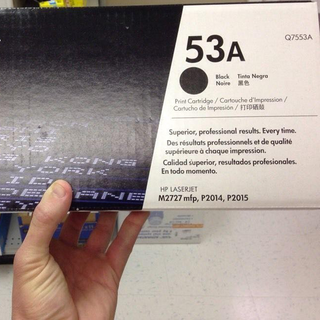 Q7553A
53A
Black Tinta Negra
Noire 黑色
Print Cartridge / Cartouche d'Impression /
Cartucho de Impresión / 打印硒鼓
Superior, professional results. Every time.
Des résultats professionnels et de qualité
supérieure à chaque impression.
Calidad superior, resultados profesionales.
En todo momento.
HP LASERJET
M2727 mfp, P2014, P2015